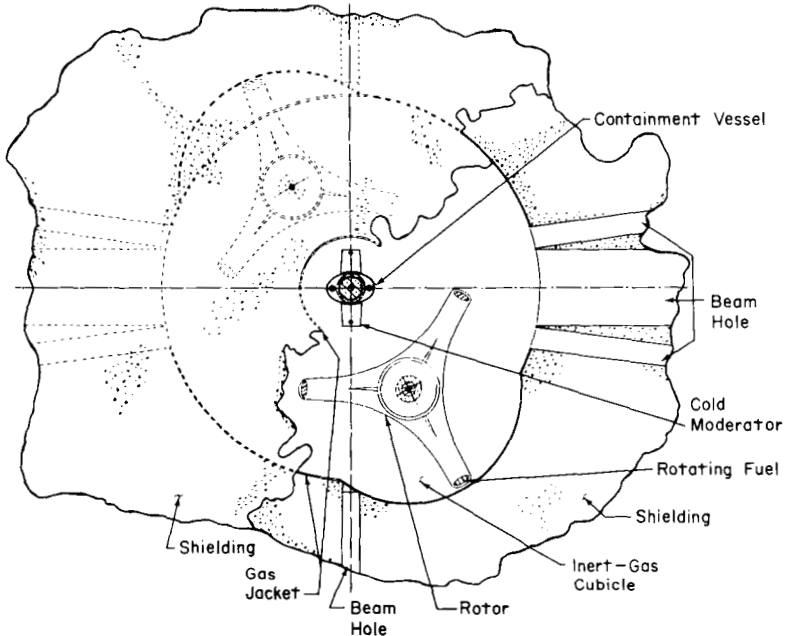 Containment Vessel
Beam
Hole
Cold
Moderator
Rotating Fuel
Shielding
Shielding
Inert-Gas
Cubicle
Gas
Jacket
Beam
Hole
Rotor